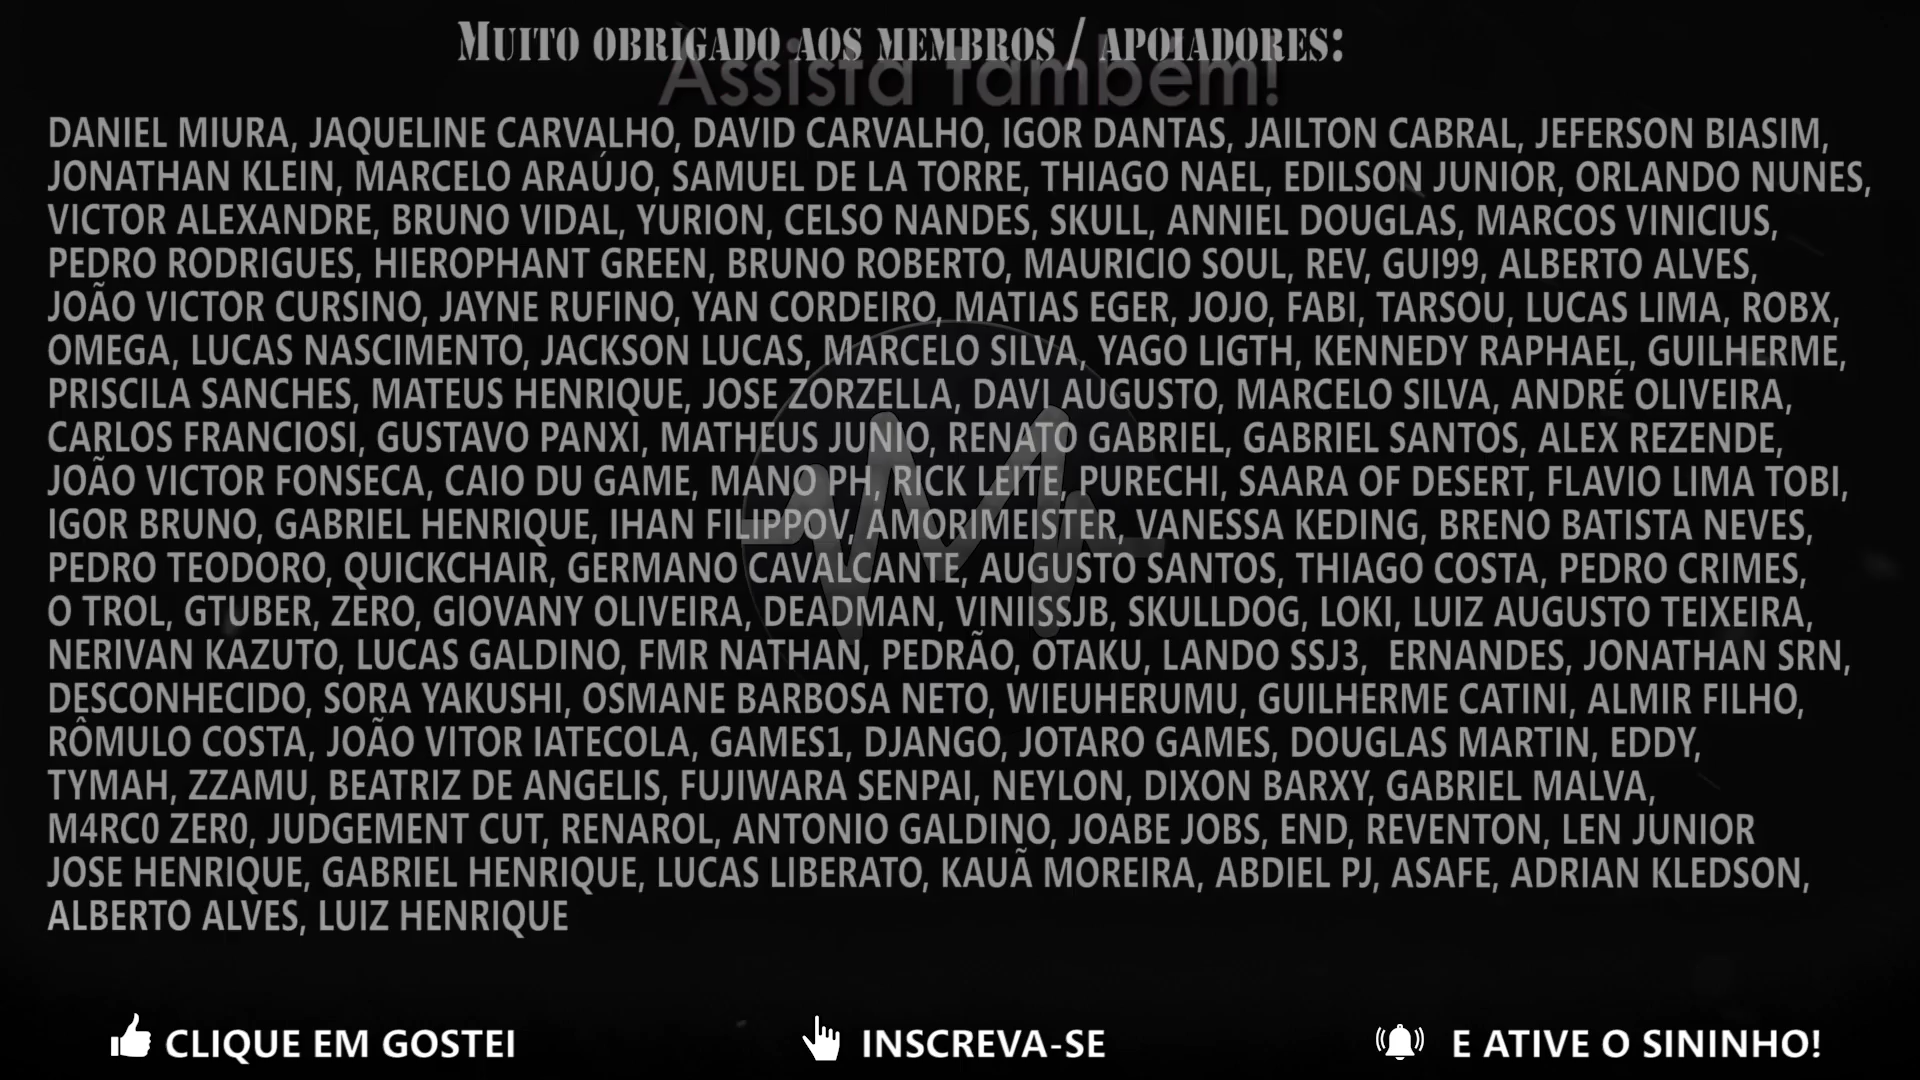 MUITO OBRIGADO AOS MEMBROS / APOIADORES:
Assista também!
DANIEL MIURA, JAQUELINE CARVALHO, DAVID CARVALHO, IGOR DANTAS, JAILTON CABRAL, JEFERSON BIASIM,
JONATHAN KLEIN, MARCELO ARAÚJO, SAMUEL DE LA TORRE, THIAGO NAEL, EDILSON JUNIOR, ORLANDO NUNES,
VICTOR ALEXANDRE, BRUNO VIDAL, YURION, CELSO NANDES, SKULL, ANNIEL DOUGLAS, MARCOS VINICIUS,
PEDRO RODRIGUES, HIEROPHANT GREEN, BRUNO ROBERTO, MAURICIO SOUL, REV, GUI99, ALBERTO ALVES,
JOÃO VICTOR CURSINO, JAYNE RUFINO, YAN CORDEIRO, MATIAS EGER, JOJO, FABI, TARSOU, LUCAS LIMA, ROBX,
OMEGA, LUCAS NASCIMENTO, JACKSON LUCAS, MARCELO SILVA, YAGO LIGTH, KENNEDY RAPHAEL, GUILHERME,
PRISCILA SANCHES, MATEUS HENRIQUE, JOSE ZORZELLA, DAVI AUGUSTO, MARCELO SILVA, ANDRÉ OLIVEIRA,
CARLOS FRANCIOSI, GUSTAVO PANXI, MATHEUS JUNIO, RENATO GABRIEL, GABRIEL SANTOS, ALEX REZENDE,
JOÃO VICTOR FONSECA, CAIO DU GAME, MANO PH, RICK LEITE, PURECHI, SAARA OF DESERT, FLAVIO LIMA TOBI,
IGOR BRUNO, GABRIEL HENRIQUE, IHAN FILIPPOV, AMORIMEISTER, VANESSA KEDING, BRENO BATISTA NEVES,
PEDRO TEODORO, QUICKCHAIR, GERMANO CAVALCANTE, AUGUSTO SANTOS, THIAGO COSTA, PEDRO CRIMES,
O TROL, GTUBER, ZERO, GIOVANY OLIVEIRA, DEADMAN, VINIISSJB, SKULLDOG, LOKI, LUIZ AUGUSTO TEIXEIRA,
NERIVAN KAZUTO, LUCAS GALDINO, FMR NATHAN, PEDRÃO, OTAKU, LANDO SSJ3, ERNANDES, JONATHAN SRN,
DESCONHECIDO, SORA YAKUSHI, OSMANE BARBOSA NETO, WIEUHERUMU, GUILHERME CATINI, ALMIR FILHO,
RÔMULO COSTA, JOÃO VITOR IATECOLA, GAMES1, DJANGO, JOTARO GAMES, DOUGLAS MARTIN, EDDY,
TYMAH, ZZAMU, BEATRIZ DE ANGELIS, FUJIWARA SENPAI, NEYLON, DIXON BARXY, GABRIEL MALVA,
M4RC0 ZER0, JUDGEMENT CUT, RENAROL, ANTONIO GALDINO, JOABE JOBS, END, REVENTON, LEN JUNIOR
JOSE HENRIQUE, GABRIEL HENRIQUE, LUCAS LIBERATO, KAUÃ MOREIRA, ABDIEL PJ, ASAFE, ADRIAN KLEDSON,
ALBERTO ALVES, LUIZ HENRIQUE
CLIQUE EM GOSTEI
INSCREVA-SE
E ATIVE O SININHO!